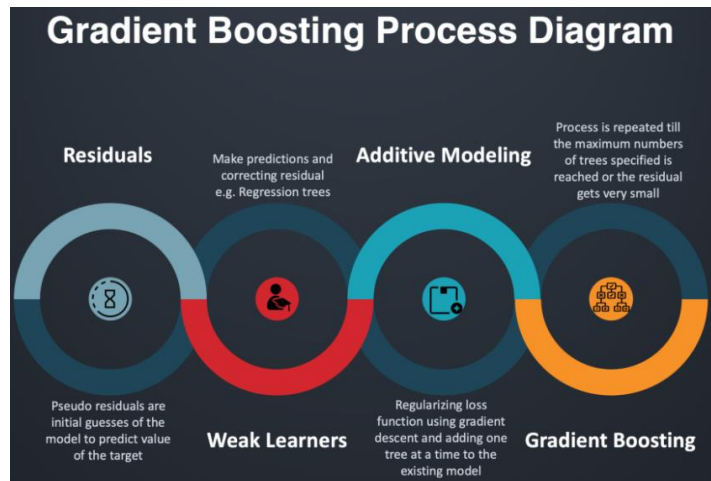 Gradient Boosting Process Diagram
Residuals
Pseudo residuals are
initial guesses of the
model to predict value
of the target
Make predictions and
correcting residual
e.g. Regression trees
Weak Learners
Additive Modeling
Regularizing loss
function using gradient
descent and adding one
tree at a time to the
existing model
Process is repeated till
the maximum numbers
of trees specified is
reached or the residual
gets very small
Gradient Boosting